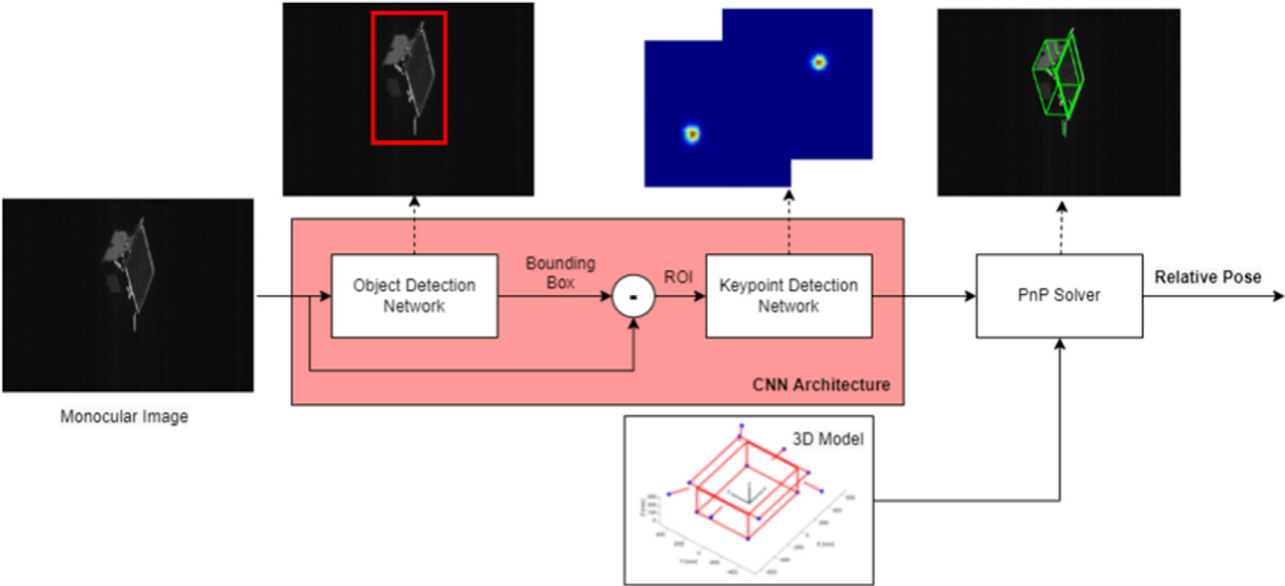 Monocular Image
Object Detection
Network
Bounding
Box
-
ROI
Keypoint Detection
Network
CNN Architecture
PnP Solver
Relative Pose
3D Model